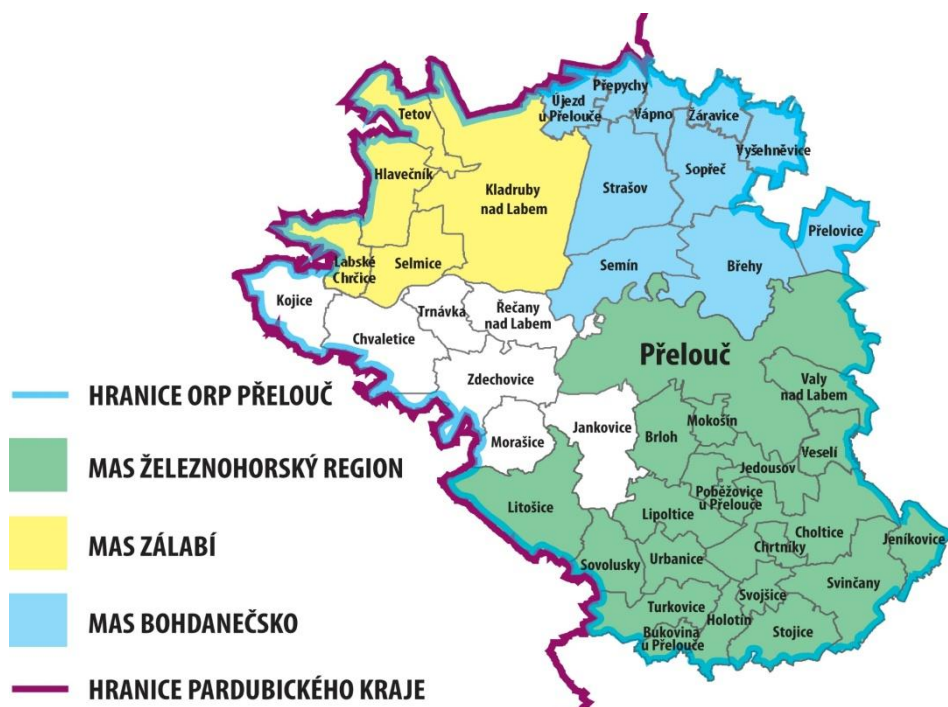 Přepychy
Újezd
u Přelouče
Vápno
Žáravice
Tetov
Vyšehněvice
Hlavečník
Sopřeč
Kladruby
nad Labem
Strašov
Přelovice
Labské
Chrčice
Selmice
Semín
Břehy
Kojice
Trnávka
Řečany
nad Labem
Chvaletice
Přelouč
Zdechovice
Valy
nad Labem
HRANICE ORP PŘELOUČ
Jankovice
Mokošín
Morašice
Brloh
Veselí
MAS ŽELEZNOHORSKÝ REGION
Jedousov
Poběžovice
u Přelouče
Litošice
Lipoltice
Choltice
Jeníkovice
MAS ZÁLABÍ
Chrtníky
Sovolusky
Urbanice
Svinčany
Svojšice
Turkovice
MAS BOHDANEČSKO
Holotín
Stojice
Bukovina
u Přelouče
HRANICE PARDUBICKÉHO KRAJE